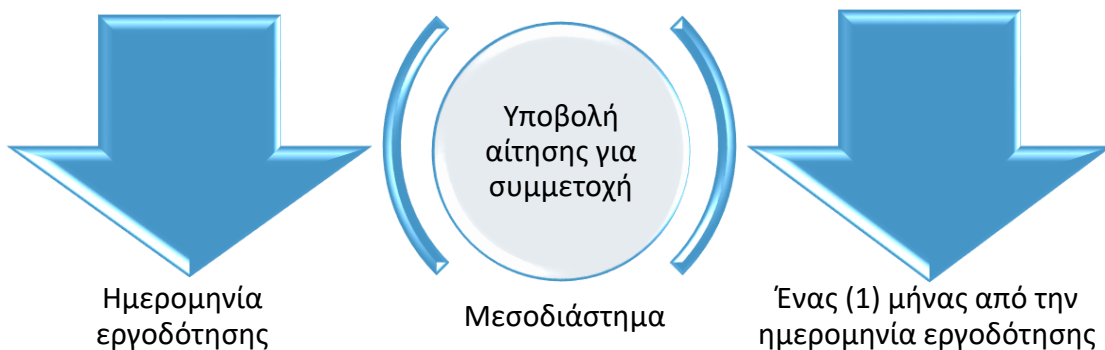 Υποβολή
αίτησης για
συμμετοχή
Ημερομηνία
εργοδότησης
Μεσοδιάστημα
Ένας (1) μήνας από την
ημερομηνία εργοδότησης